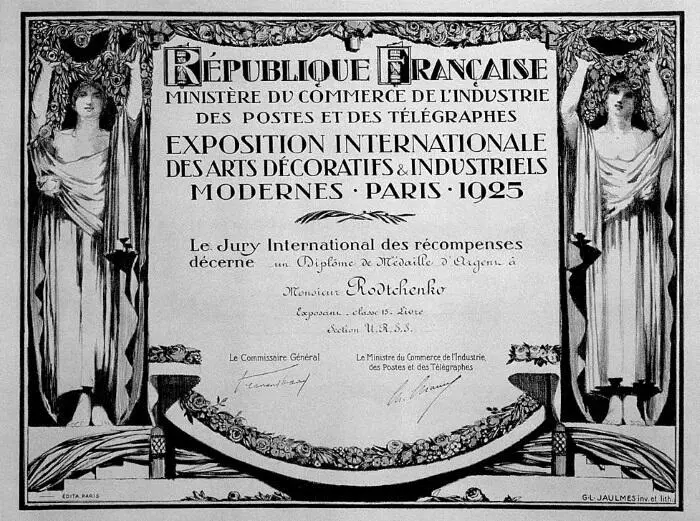 RÉPUBLIQUE FRANÇAISE
MINISTÈRE DU COMMERCE DE L'INDUSTRIE
DES POSTES ET DES TÉLÉGRAPHES
EXPOSITION INTERNATIONALE
DES ARTS DÉCORATIFS & INDUSTRIELS
MODERNES · PARIS · 1925
Le Jury International des récompenses
décerne un Diplôme de Médaille d'Argent à
Monsieur Rodtchenko
Exposant - classe 15 - Livre
Section U.R.S.S.
Le Commissaire Général
Le Ministre du Commerce de l'Industrie,
des Postes et des Télégraphes
EDITA. PARIS
G-L-JAULMES inv. et lith.